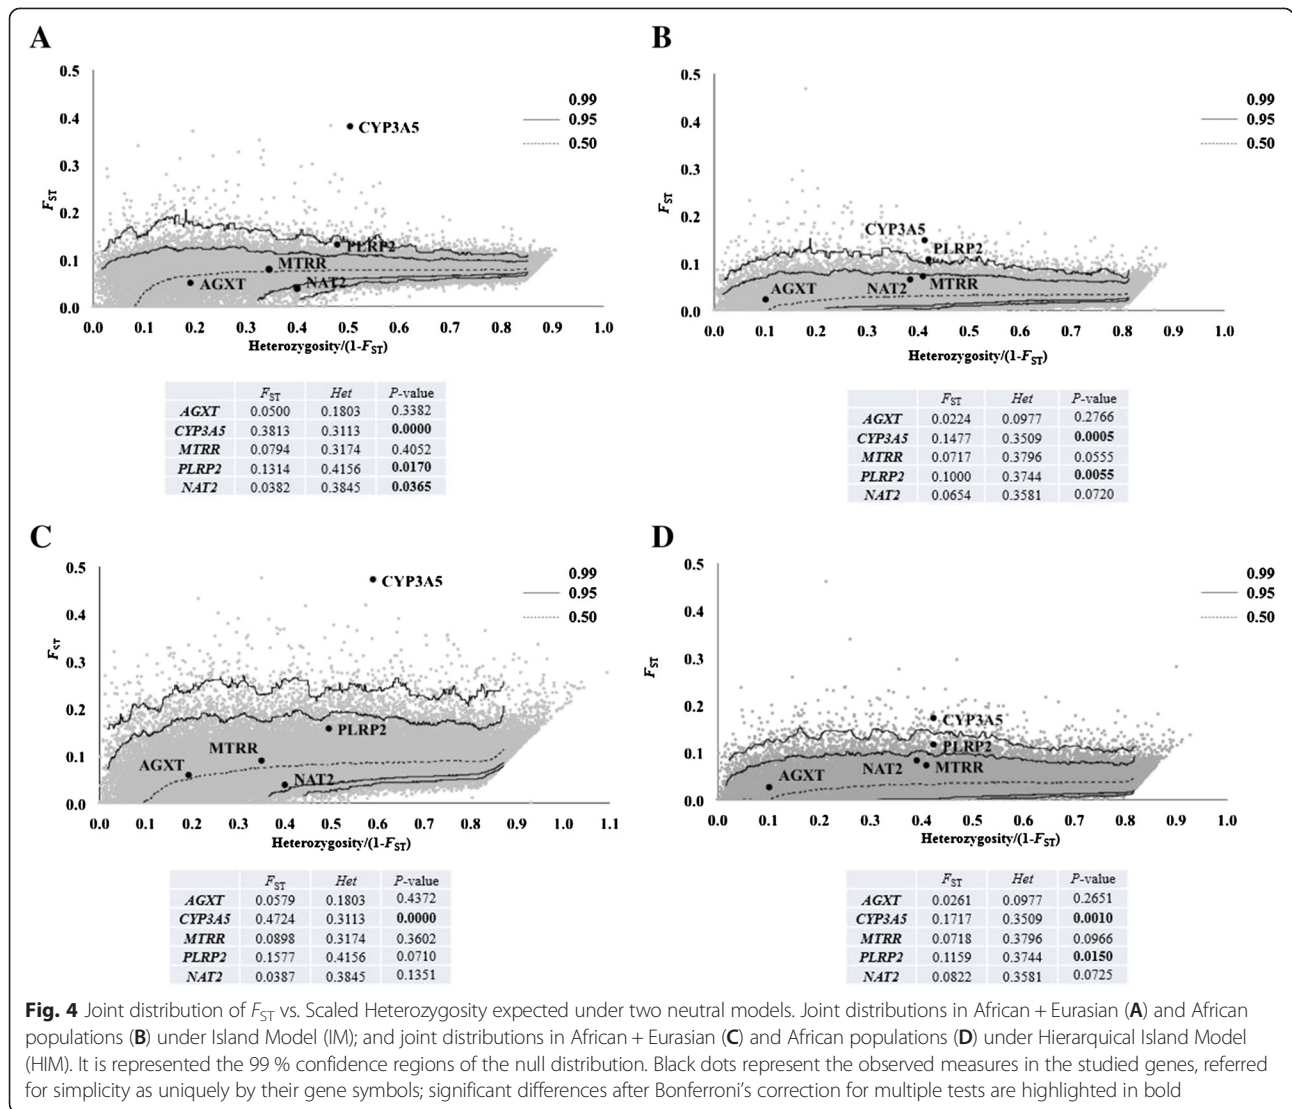 A
0.5
0.4
0.3
0.2
0.1
0.0
FST
0.99
0.95
0.50
CYP3A5
PLRP2
MTRR
AGXT
NAT2
0.0 0.1 0.2 0.3 0.4 0.5 0.6 0.7 0.8 0.9 1.0
Heterozygosity/(1-FST)
FST Het P-value
AGXT 0.0500 0.1803 0.3382
CYP3A5 0.3813 0.3113 0.0000
MTRR 0.0794 0.3174 0.4052
PLRP2 0.1314 0.4156 0.0170
NAT2 0.0382 0.3845 0.0365
B
0.5
0.4
0.3
0.2
0.1
0.0
FST
0.99
0.95
0.50
CYP3A5
PLRP2
AGXT
NAT2 MTRR
0.0 0.1 0.2 0.3 0.4 0.5 0.6 0.7 0.8 0.9 1.0
Heterozygosity/(1-FST)
FST Het P-value
AGXT 0.0224 0.0977 0.2766
CYP3A5 0.1477 0.3509 0.0005
MTRR 0.0717 0.3796 0.0555
PLRP2 0.1000 0.3744 0.0055
NAT2 0.0654 0.3581 0.0720
C
0.5
0.4
0.3
0.2
0.1
0.0
FST
0.99
0.95
0.50
CYP3A5
PLRP2
MTRR
AGXT
NAT2
0.0 0.1 0.2 0.3 0.4 0.5 0.6 0.7 0.8 0.9 1.0 1.1
Heterozygosity/(1-FST)
FST Het P-value
AGXT 0.0579 0.1803 0.4372
CYP3A5 0.4724 0.3113 0.0000
MTRR 0.0898 0.3174 0.3602
PLRP2 0.1577 0.4156 0.0710
NAT2 0.0387 0.3845 0.1351
D
0.5
0.4
0.3
0.2
0.1
0.0
FST
0.99
0.95
0.50
CYP3A5
PLRP2
NAT2 MTRR
AGXT
0.0 0.1 0.2 0.3 0.4 0.5 0.6 0.7 0.8 0.9 1.0
Heterozygosity/(1-FST)
FST Het P-value
AGXT 0.0261 0.0977 0.2651
CYP3A5 0.1717 0.3509 0.0010
MTRR 0.0718 0.3796 0.0966
PLRP2 0.1159 0.3744 0.0150
NAT2 0.0822 0.3581 0.0725
Fig. 4 Joint distribution of FST vs. Scaled Heterozygosity expected under two neutral models. Joint distributions in African + Eurasian (A) and African
populations (B) under Island Model (IM); and joint distributions in African + Eurasian (C) and African populations (D) under Hierarquical Island Model
(HIM). It is represented the 99 % confidence regions of the null distribution. Black dots represent the observed measures in the studied genes, referred
for simplicity as uniquely by their gene symbols; significant differences after Bonferroni's correction for multiple tests are highlighted in bold